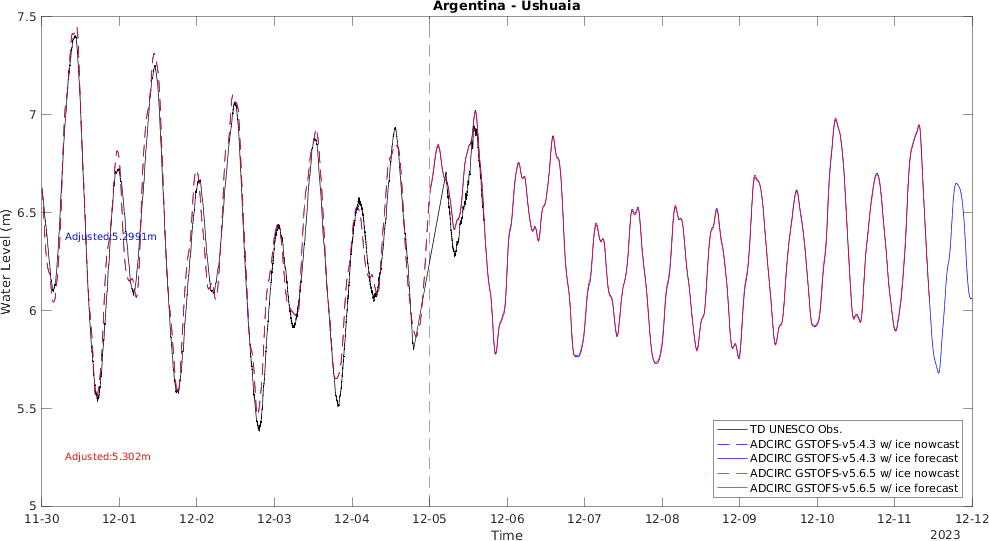 Argentina - Ushuaia
Water Level (m)
7.5
7
6.5
6
5.5
5
Adjusted:5.2991m
Adjusted:5.302m
TD UNESCO Obs.
ADCIRC GSTOFS-v5.4.3 w/ ice nowcast
ADCIRC GSTOFS-v5.4.3 w/ ice forecast
ADCIRC GSTOFS-v5.6.5 w/ ice nowcast
ADCIRC GSTOFS-v5.6.5 w/ ice forecast
11-30 12-01 12-02 12-03 12-04 12-05 12-06 12-07 12-08 12-09 12-10 12-11 12-12
Time
2023